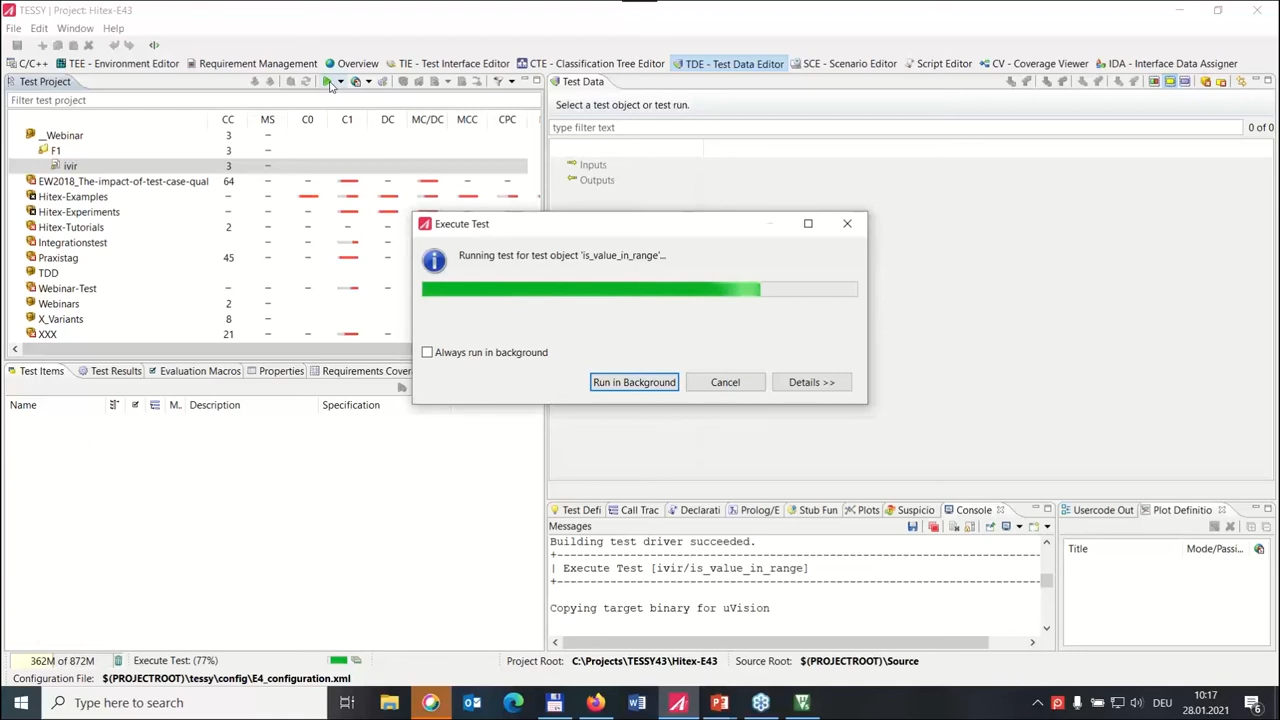 TESSY | Project: Hitex-E43
File Edit Window Help
C/C++ TEE - Environment Editor Requirement Management Overview TIE - Test Interface Editor CTE - Classification Tree Editor TDE - Test Data Editor SCE - Scenario Editor Script Editor CV - Coverage Viewer IDA - Interface Data Assigner
Test Project
Filter test project
CC MS C0 C1 DC MC/DC MCC CPC
__Webinar 3 –
F1 3 –
ivir 3 –
EW2018_The-impact-of-test-case-qual 64 –
Hitex-Examples – –
Hitex-Experiments – –
Hitex-Tutorials 2 – – – –
Integrationstest – – – –
Praxistag 45 – – –
TDD – – – – –
Webinar-Test – – – –
Webinars 2 – – – –
X_Variants 8 – – – –
XXX 21 – – –
Test Data
Select a test object or test run.
type filter text
0 of 0
Inputs
Outputs
Execute Test
Running test for test object 'is_value_in_range'...
Always run in background
Run in Background Cancel Details >>
Test Items Test Results Evaluation Macros Properties Requirements Cover
Name M.. Description Specification
Test Defi Call Trac Declarati Prolog/E Stub Fun Plots Suspicio Console
Messages
Building test driver succeeded.
+----------------------------------------------------------
| Execute Test [ivir/is_value_in_range]
+----------------------------------------------------------
Copying target binary for uVision
Usercode Out Plot Definitio
Title Mode/Passi...
362M of 872M Execute Test: (77%) Project Root: C:\Projects\TESSY43\Hitex-E43 Source Root: $(PROJECTROOT)\Source
Configuration File: $(PROJECTROOT)\tessy\config\E4_configuration.xml
Type here to search
DEU
10:17
28.01.2021
6